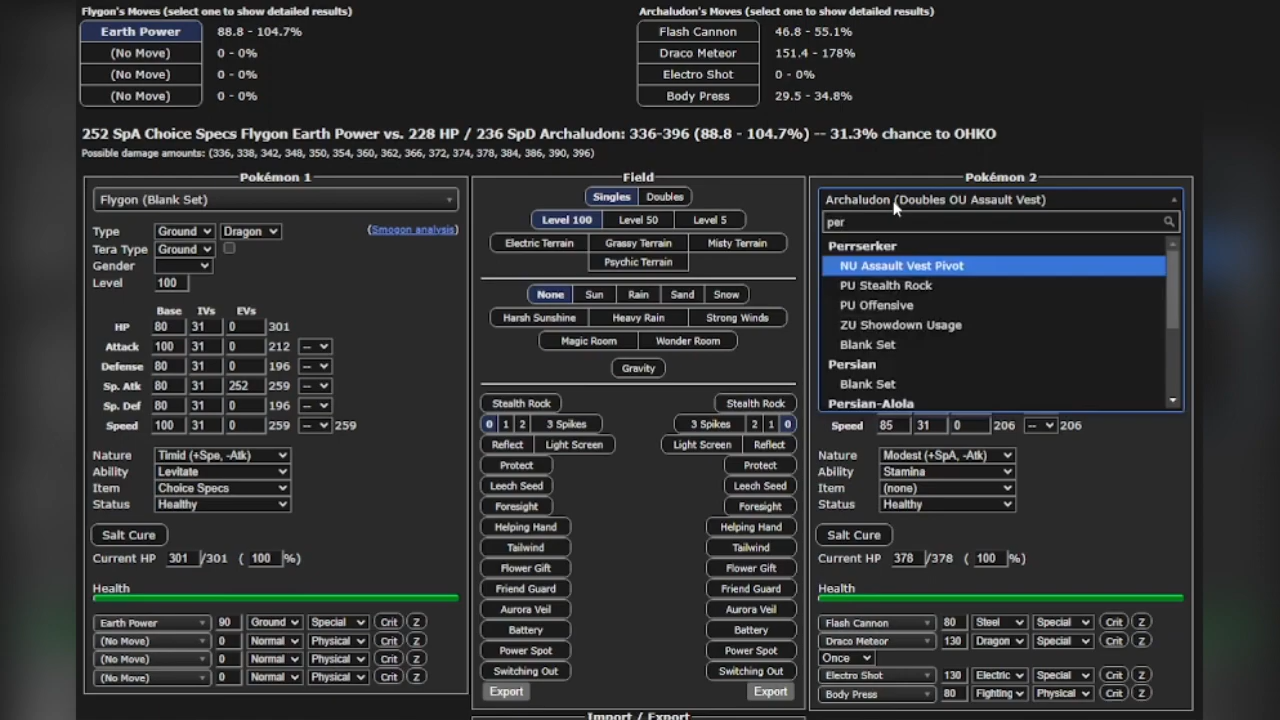 Flygon's Moves (select one to show detailed results)
Earth Power 88.8 - 104.7%
(No Move) 0 - 0%
(No Move) 0 - 0%
(No Move) 0 - 0%
Archaludon's Moves (select one to show detailed results)
Flash Cannon 46.8 - 55.1%
Draco Meteor 151.4 - 178%
Electro Shot 0 - 0%
Body Press 29.5 - 34.8%
252 SpA Choice Specs Flygon Earth Power vs. 228 HP / 236 SpD Archaludon: 336-396 (88.8 - 104.7%) -- 31.3% chance to OHKO
Possible damage amounts: (336, 338, 342, 348, 350, 354, 360, 362, 366, 372, 374, 378, 384, 386, 390, 396)
Pokémon 1
Flygon (Blank Set)
Type Ground Dragon (Smogon analysis)
Tera Type Ground
Gender
Level 100
Base IVs EVs
HP 80 31 0 301
Attack 100 31 0 212 --
Defense 80 31 0 196 --
Sp. Atk 80 31 252 259 --
Sp. Def 80 31 0 196 --
Speed 100 31 0 259 -- 259
Nature Timid (+Spe, -Atk)
Ability Levitate
Item Choice Specs
Status Healthy
Salt Cure
Current HP 301 /301 ( 100 %)
Health
Earth Power 90 Ground Special Crit Z
(No Move) 0 Normal Physical Crit Z
(No Move) 0 Normal Physical Crit Z
(No Move) 0 Normal Physical Crit Z
Field
Singles Doubles
Level 100 Level 50 Level 5
Electric Terrain Grassy Terrain Misty Terrain
Psychic Terrain
None Sun Rain Sand Snow
Harsh Sunshine Heavy Rain Strong Winds
Magic Room Wonder Room
Gravity
Stealth Rock Stealth Rock
0 1 2 3 Spikes 3 Spikes 2 1 0
Reflect Light Screen Light Screen Reflect
Protect Protect
Leech Seed Leech Seed
Foresight Foresight
Helping Hand Helping Hand
Tailwind Tailwind
Flower Gift Flower Gift
Friend Guard Friend Guard
Aurora Veil Aurora Veil
Battery Battery
Power Spot Power Spot
Switching Out Switching Out
Export Export
Import / Export
Pokémon 2
Archaludon (Doubles OU Assault Vest)
per
Perrserker
NU Assault Vest Pivot
PU Stealth Rock
PU Offensive
ZU Showdown Usage
Blank Set
Persian
Blank Set
Persian-Alola
Speed 85 31 0 206 -- 206
Nature Modest (+SpA, -Atk)
Ability Stamina
Item (none)
Status Healthy
Salt Cure
Current HP 378 /378 ( 100 %)
Health
Flash Cannon 80 Steel Special Crit Z
Draco Meteor 130 Dragon Special Crit Z
Once
Electro Shot 130 Electric Special Crit Z
Body Press 80 Fighting Physical Crit Z